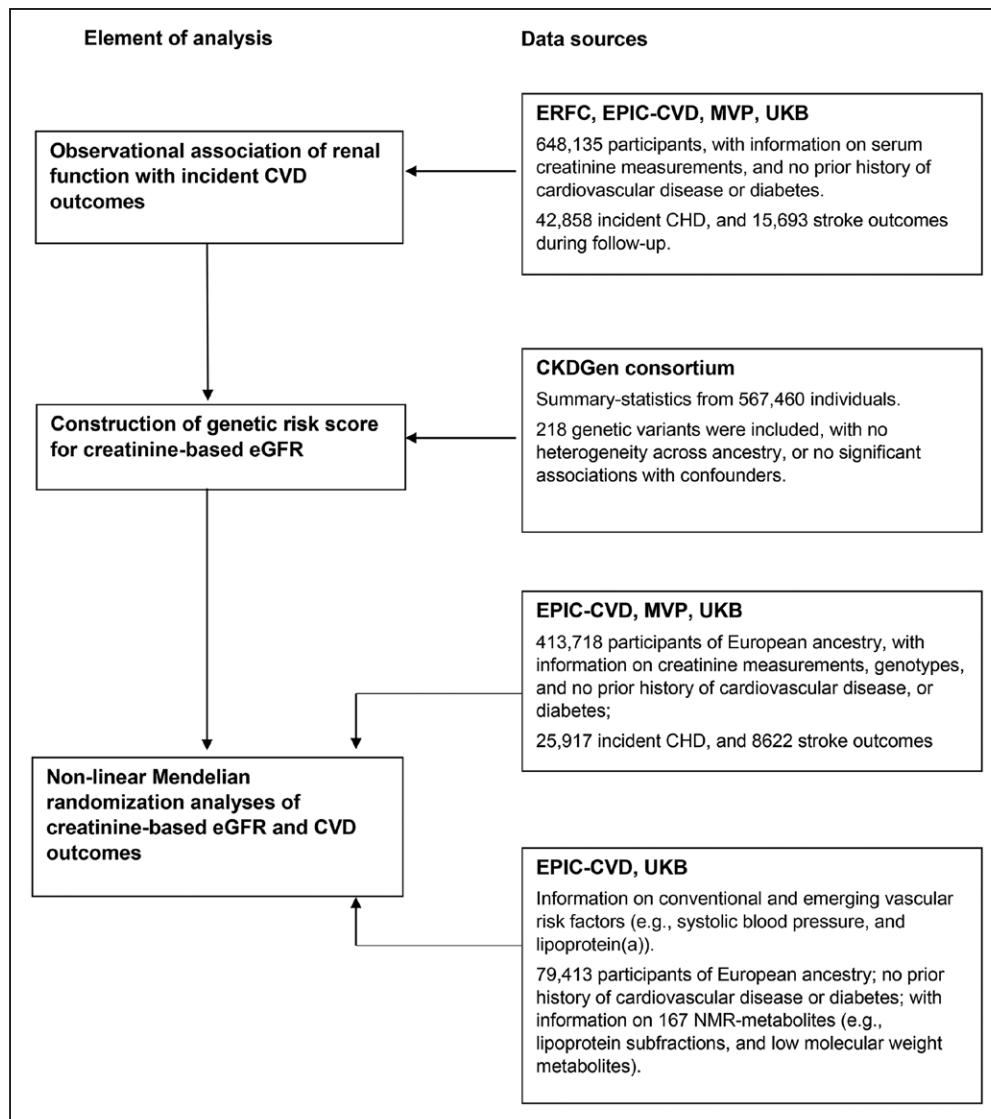 Element of analysis
Data sources
Observational association of renal
function with incident CVD
outcomes
ERFC, EPIC-CVD, MVP, UKB
648,135 participants, with information on serum
creatinine measurements, and no prior history of
cardiovascular disease or diabetes.
42,858 incident CHD, and 15,693 stroke outcomes
during follow-up.
Construction of genetic risk score
for creatinine-based eGFR
CKDGen consortium
Summary-statistics from 567,460 individuals.
218 genetic variants were included, with no
heterogeneity across ancestry, or no significant
associations with confounders.
EPIC-CVD, MVP, UKB
413,718 participants of European ancestry, with
information on creatinine measurements, genotypes,
and no prior history of cardiovascular disease, or
diabetes;
25,917 incident CHD, and 8622 stroke outcomes
Non-linear Mendelian
randomization analyses of
creatinine-based eGFR and CVD
outcomes
EPIC-CVD, UKB
Information on conventional and emerging vascular
risk factors (e.g., systolic blood pressure, and
lipoprotein(a)).
79,413 participants of European ancestry; no prior
history of cardiovascular disease or diabetes; with
information on 167 NMR-metabolites (e.g.,
lipoprotein subfractions, and low molecular weight
metabolites).